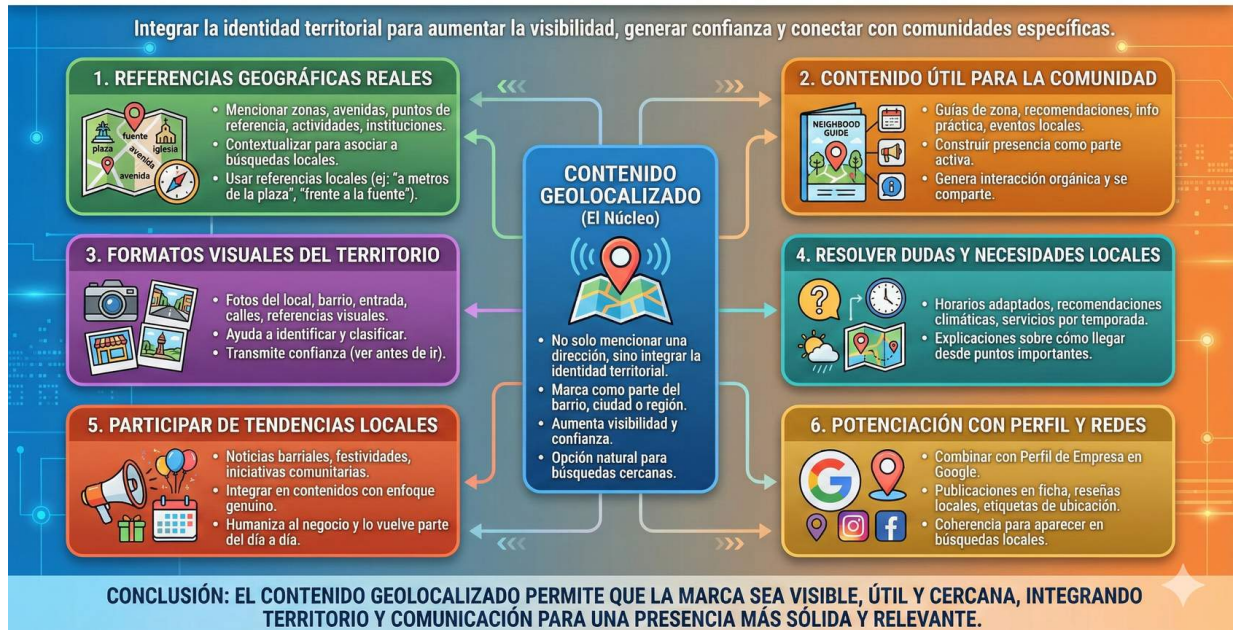 Integrar la identidad territorial para aumentar la visibilidad, generar confianza y conectar con comunidades específicas.
1. REFERENCIAS GEOGRÁFICAS REALES
plaza
fuente
iglesia
avenida
avenida
• Mencionar zonas, avenidas, puntos de
referencia, actividades, instituciones.
• Contextualizar para asociar a
búsquedas locales.
• Usar referencias locales (ej: “a metros
de la plaza”, “frente a la fuente”).
2. CONTENIDO ÚTIL PARA LA COMUNIDAD
NEIGHBOOD
GUIDE
• Guías de zona, recomendaciones, info
práctica, eventos locales.
• Construir presencia como parte
activa.
• Genera interacción orgánica y se
comparte.
CONTENIDO
GEOLOCALIZADO
(El Núcleo)
• No solo mencionar una
dirección, sino integrar la
identidad territorial.
• Marca como parte del
barrio, ciudad o región.
• Aumenta visibilidad y
confianza.
• Opción natural para
búsquedas cercanas.
3. FORMATOS VISUALES DEL TERRITORIO
• Fotos del local, barrio, entrada,
calles, referencias visuales.
• Ayuda a identificar y clasificar.
• Transmite confianza (ver antes de ir).
4. RESOLVER DUDAS Y NECESIDADES LOCALES
• Horarios adaptados, recomendaciones
climáticas, servicios por temporada.
• Explicaciones sobre cómo llegar
desde puntos importantes.
5. PARTICIPAR DE TENDENCIAS LOCALES
• Noticias barriales, festividades,
iniciativas comunitarias.
• Integrar en contenidos con enfoque
genuino.
• Humaniza al negocio y lo vuelve parte
del día a día.
6. POTENCIACIÓN CON PERFIL Y REDES
• Combinar con Perfil de Empresa en
Google.
• Publicaciones en ficha, reseñas
locales, etiquetas de ubicación.
• Coherencia para aparecer en
búsquedas locales.
CONCLUSIÓN: EL CONTENIDO GEOLOCALIZADO PERMITE QUE LA MARCA SEA VISIBLE, ÚTIL Y CERCANA, INTEGRANDO
TERRITORIO Y COMUNICACIÓN PARA UNA PRESENCIA MÁS SÓLIDA Y RELEVANTE.